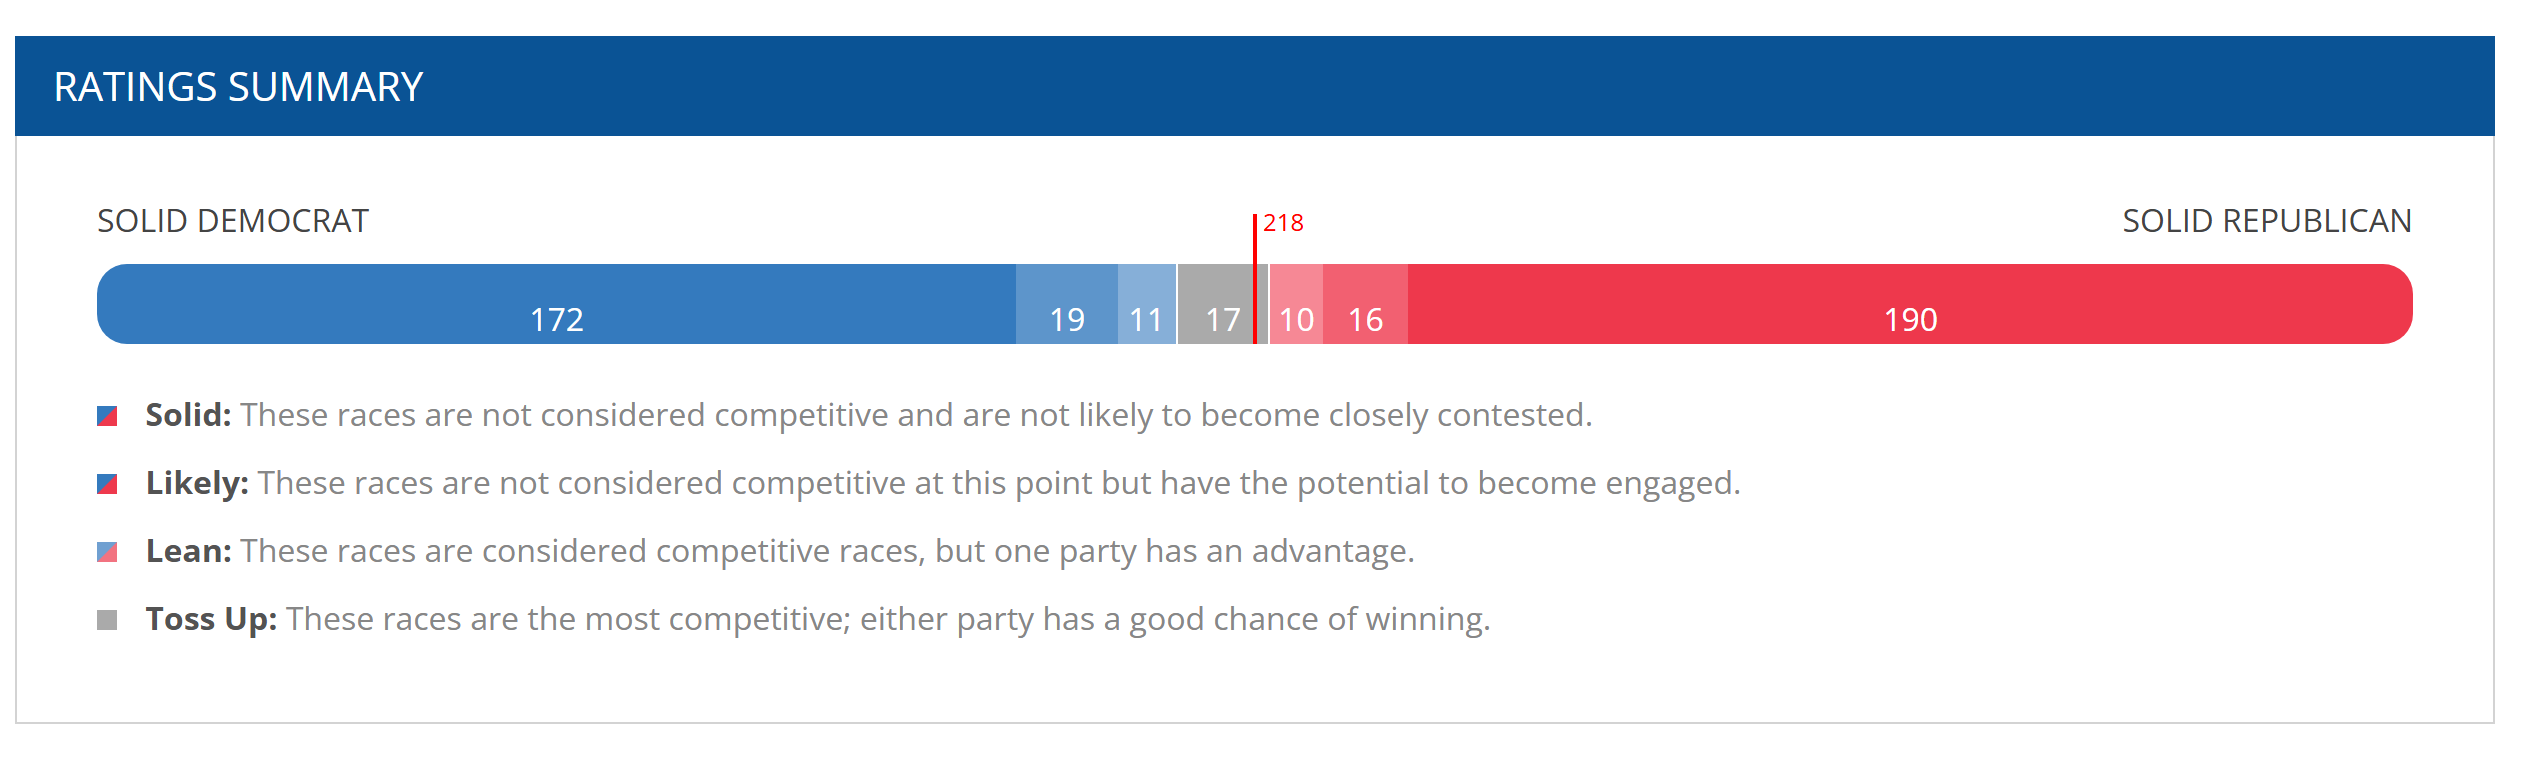 RATINGS SUMMARY
SOLID DEMOCRAT 218 SOLID REPUBLICAN
172 19 11 17 10 16 190
Solid: These races are not considered competitive and are not likely to become closely contested.
Likely: These races are not considered competitive at this point but have the potential to become engaged.
Lean: These races are considered competitive races, but one party has an advantage.
Toss Up: These races are the most competitive; either party has a good chance of winning.